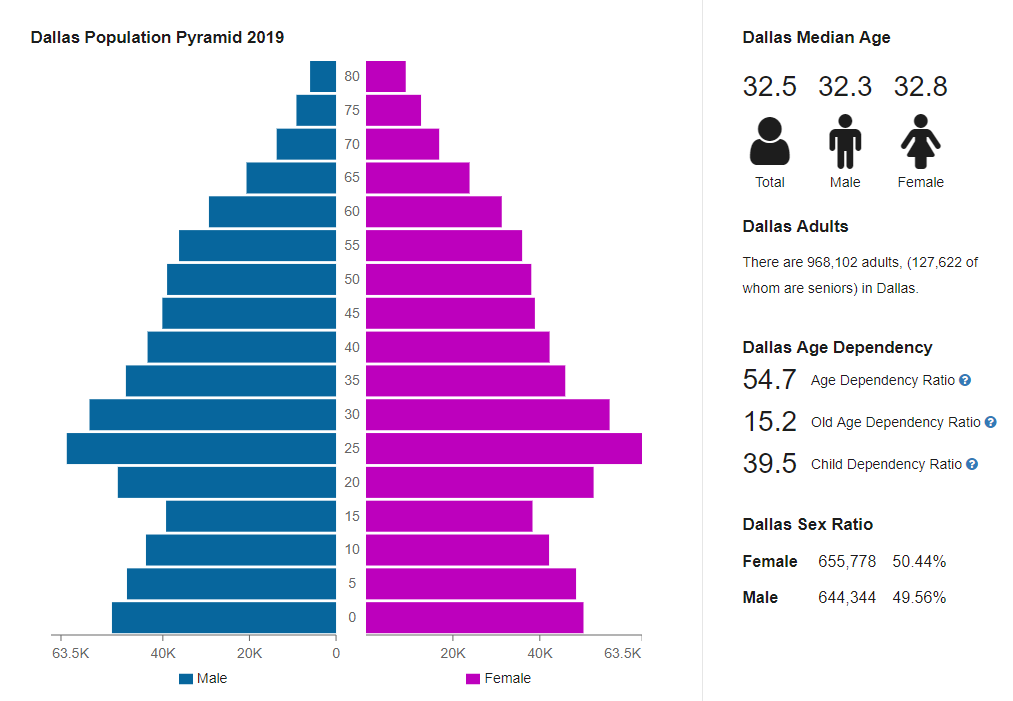 Dallas Population Pyramid 2019
80
75
70
65
60
55
50
45
40
35
30
25
20
15
10
5
0
63.5K 40K 20K 0 20K 40K 63.5K
Male Female
Dallas Median Age
32.5 32.3 32.8
Total Male Female
Dallas Adults
There are 968,102 adults, (127,622 of
whom are seniors) in Dallas.
Dallas Age Dependency
54.7 Age Dependency Ratio ?
15.2 Old Age Dependency Ratio ?
39.5 Child Dependency Ratio ?
Dallas Sex Ratio
Female 655,778 50.44%
Male 644,344 49.56%